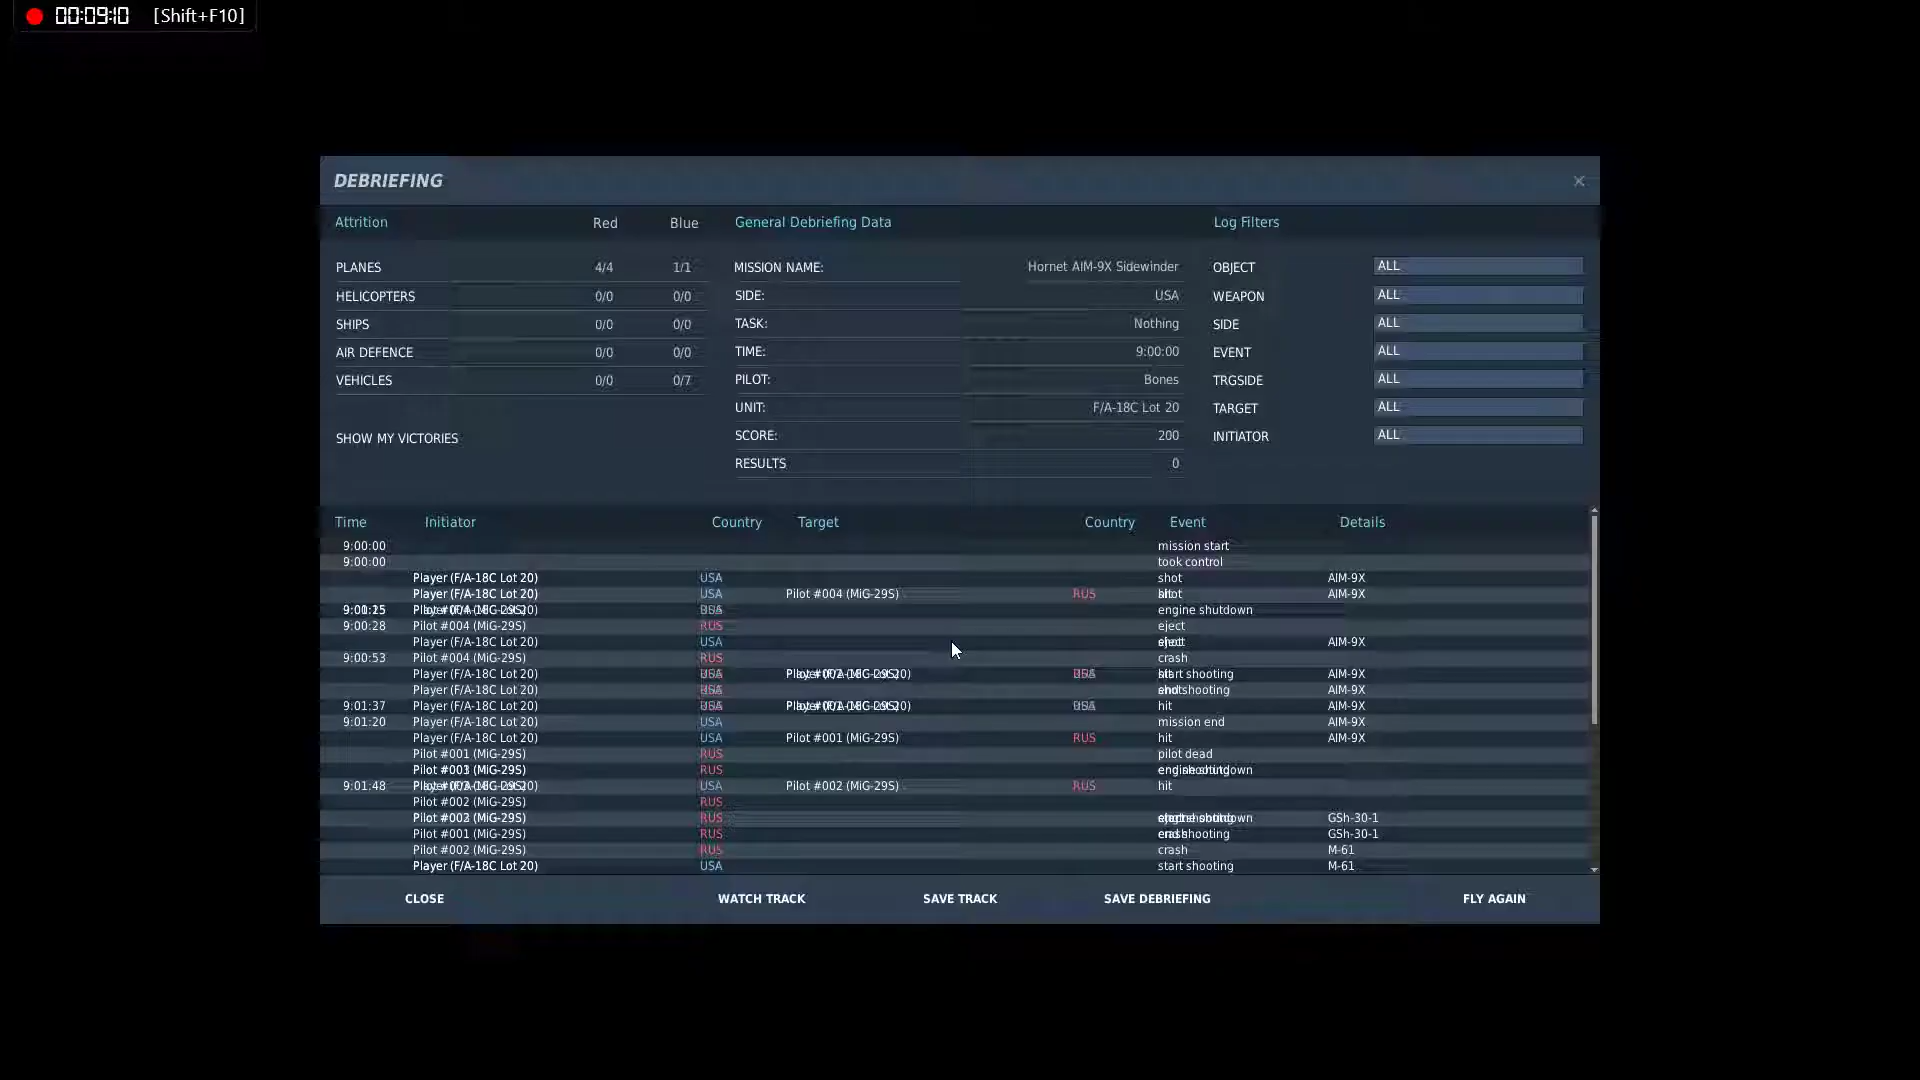 00:09:10 [Shift+F10]
DEBRIEFING
Attrition Red Blue General Debriefing Data Log Filters
PLANES 4/4 1/1 MISSION NAME: Hornet AIM-9X Sidewinder OBJECT ALL
HELICOPTERS 0/0 0/0 SIDE: USA WEAPON ALL
SHIPS 0/0 0/0 TASK: Nothing SIDE ALL
AIR DEFENCE 0/0 0/0 TIME: 9:00:00 EVENT ALL
VEHICLES 0/0 0/7 PILOT: Bones TRGSIDE ALL
UNIT: F/A-18C Lot 20 TARGET ALL
SHOW MY VICTORIES SCORE: 200 INITIATOR ALL
RESULTS 0
Time Initiator Country Target Country Event Details
9:00:00 mission start
9:00:00 took control
Player (F/A-18C Lot 20) USA shot AIM-9X
Player (F/A-18C Lot 20) USA Pilot #004 (MiG-29S) RUS AIM-9X
engine shutdown
9:00:28 Pilot #004 (MiG-29S) RUS eject
Player (F/A-18C Lot 20) USA AIM-9X
9:00:53 Pilot #004 (MiG-29S) RUS crash
Player (F/A-18C Lot 20) AIM-9X
Player (F/A-18C Lot 20) AIM-9X
9:01:37 Player (F/A-18C Lot 20) hit AIM-9X
9:01:20 Player (F/A-18C Lot 20) USA mission end AIM-9X
Player (F/A-18C Lot 20) USA Pilot #001 (MiG-29S) RUS hit AIM-9X
Pilot #001 (MiG-29S) RUS pilot dead
(MiG-29S) RUS
9:01:48 USA Pilot #002 (MiG-29S) RUS hit
Pilot #002 (MiG-29S) RUS
(MiG-29S) RUS GSh-30-1
Pilot #001 (MiG-29S) RUS GSh-30-1
Pilot #002 (MiG-29S) RUS crash M-61
Player (F/A-18C Lot 20) USA start shooting M-61
CLOSE WATCH TRACK SAVE TRACK SAVE DEBRIEFING FLY AGAIN